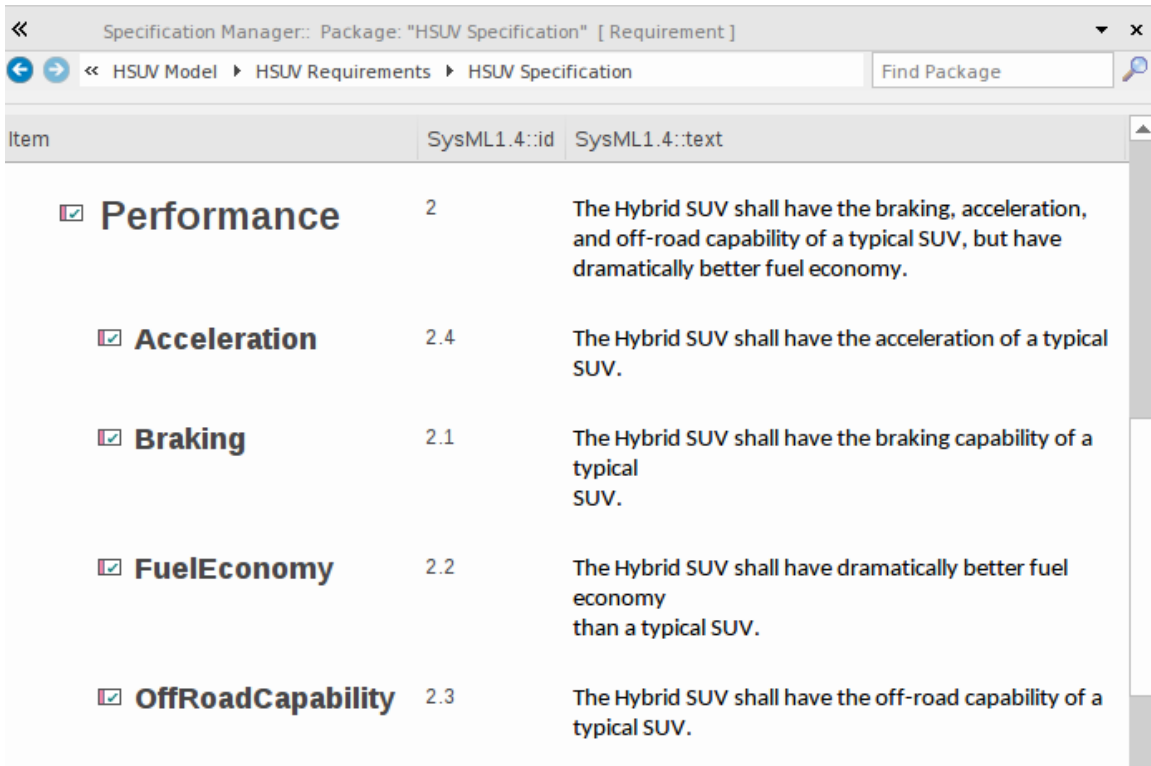 Specification Manager:: Package: "HSUV Specification" [ Requirement ]
HSUV Model HSUV Requirements HSUV Specification Find Package
Item SysML1.4::id SysML1.4::text
Performance 2 The Hybrid SUV shall have the braking, acceleration,
and off-road capability of a typical SUV, but have
dramatically better fuel economy.
Acceleration 2.4 The Hybrid SUV shall have the acceleration of a typical
SUV.
Braking 2.1 The Hybrid SUV shall have the braking capability of a
typical
SUV.
FuelEconomy 2.2 The Hybrid SUV shall have dramatically better fuel
economy
than a typical SUV.
OffRoadCapability 2.3 The Hybrid SUV shall have the off-road capability of a
typical SUV.